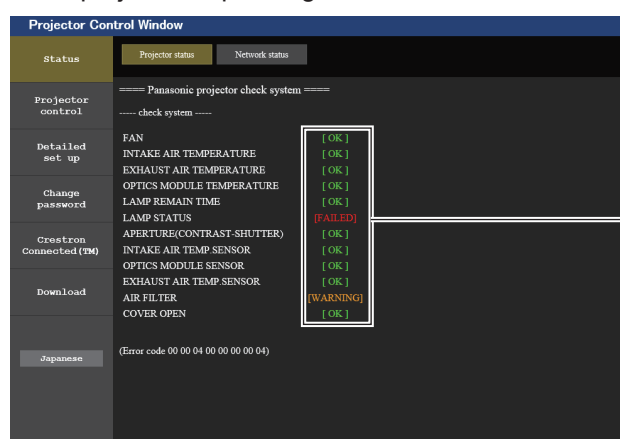 Projector Control Window
Status
Projector status
Network status
Projector
control
==== Panasonic projector check system ====
----- check system -----
Detailed
set up
Change
password
Crestron
Connected(TM)
Download
Japanese
FAN [ OK ]
INTAKE AIR TEMPERATURE [ OK ]
EXHAUST AIR TEMPERATURE [ OK ]
OPTICS MODULE TEMPERATURE [ OK ]
LAMP REMAIN TIME [ OK ]
LAMP STATUS [FAILED]
APERTURE(CONTRAST-SHUTTER) [ OK ]
INTAKE AIR TEMP.SENSOR [ OK ]
OPTICS MODULE SENSOR [ OK ]
EXHAUST AIR TEMP.SENSOR [ OK ]
AIR FILTER [WARNING]
COVER OPEN [ OK ]
(Error code 00 00 04 00 00 00 00 04)